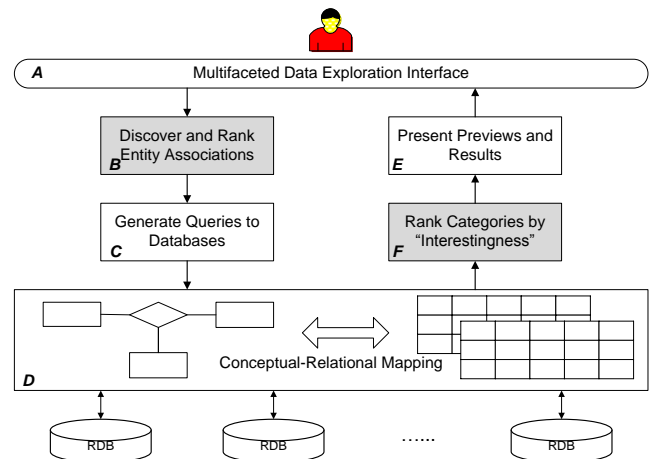 A
Multifaceted Data Exploration Interface
Discover and Rank
Entity Associations
B
Present Previews and
Results
E
Generate Queries to
Databases
C
Rank Categories by
“Interestingness”
F
Conceptual-Relational Mapping
D
RDB
RDB
…...
RDB